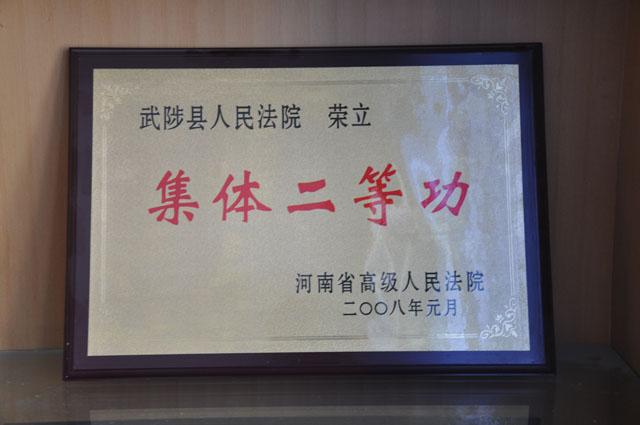 武陟县人民法院 荣立
集体二等功
河南省高级人民法院
二〇〇八年元月